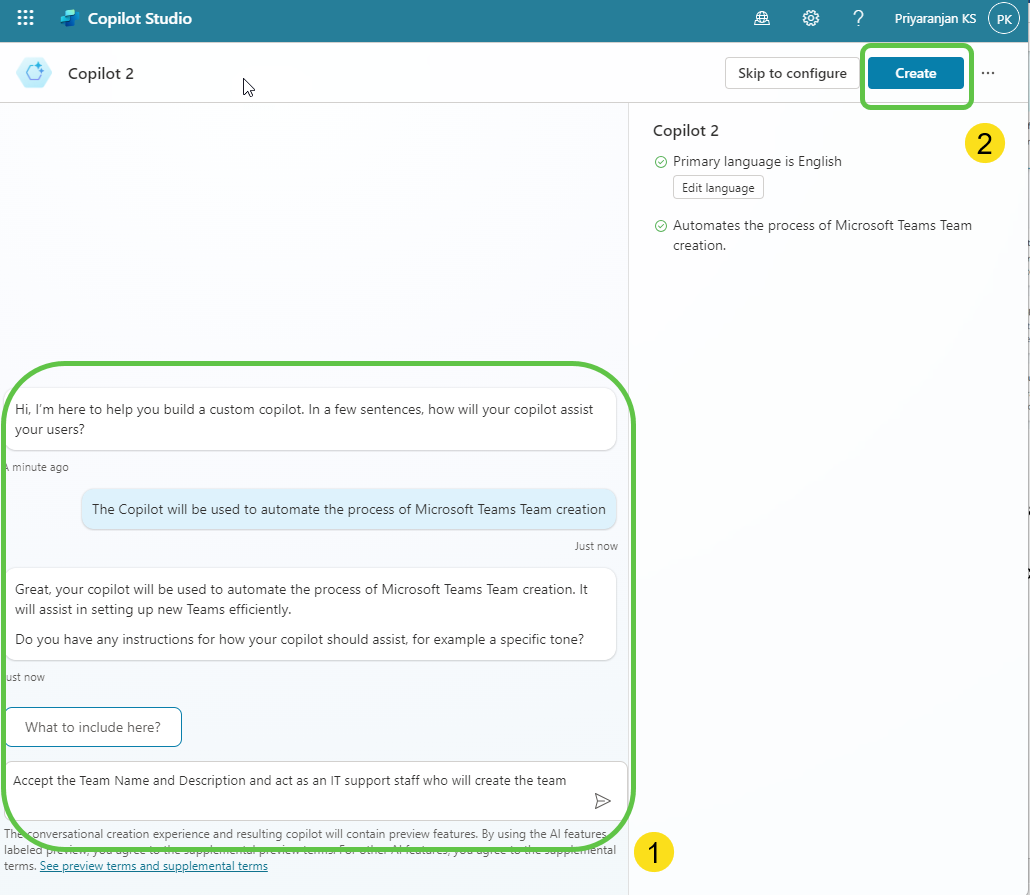 Copilot Studio
Priyaranjan KS
PK
Copilot 2
Skip to configure
Create
2
Copilot 2
Primary language is English
Edit language
Automates the process of Microsoft Teams Team
creation.
Hi, I'm here to help you build a custom copilot. In a few sentences, how will your copilot assist
your users?
A minute ago
The Copilot will be used to automate the process of Microsoft Teams Team creation
Just now
Great, your copilot will be used to automate the process of Microsoft Teams Team creation. It
will assist in setting up new Teams efficiently.
Do you have any instructions for how your copilot should assist, for example a specific tone?
ust now
What to include here?
Accept the Team Name and Description and act as an IT support staff who will create the team
The conversational creation experience and resulting copilot will contain preview features. By using the AI features
labeled preview, you agree to the supplemental preview terms. For other AI features, you agree to the supplemental
terms. See preview terms and supplemental terms
1